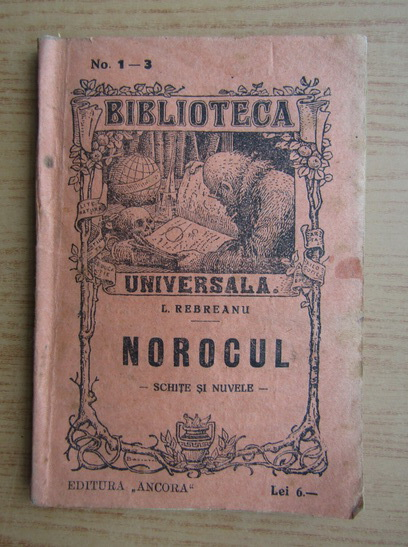 No. 1—3
BIBLIOTECA
UNIVERSALA.
L. REBREANU
NOROCUL
— SCHIȚE ȘI NUVELE —
EDITURA „ANCORA“
Lei 6.—